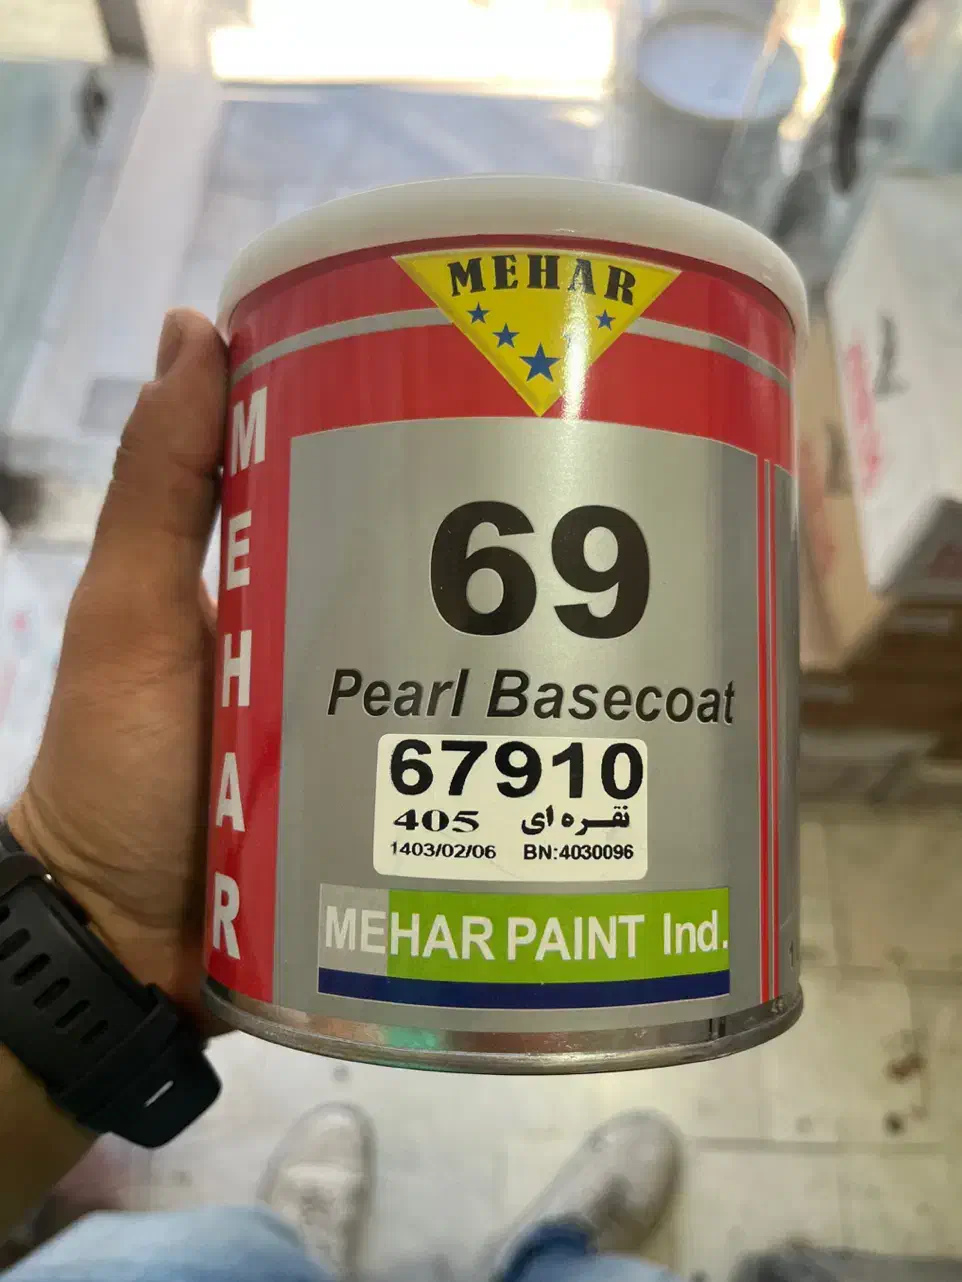 MEHAR
MEHAR
69
Pearl Basecoat
67910
405 نقره ای
1403/02/06 BN:4030096
MEHAR PAINT Ind.